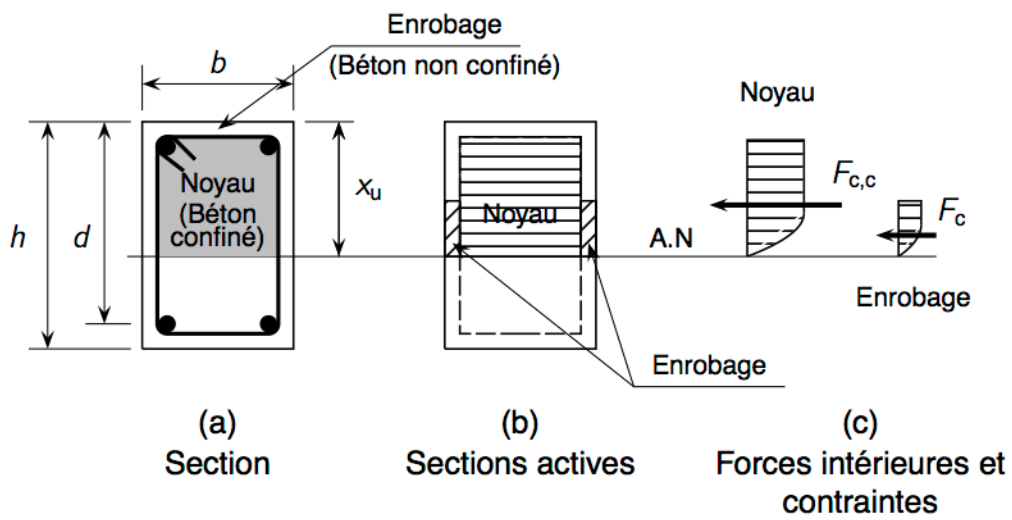 Enrobage
(Béton non confiné)
b
Noyau
h
d
Noyau
(Béton
confiné)
xu
Noyau
Fc,c
Fc
A.N
Enrobage
Enrobage
(a)
Section
(b)
Sections actives
(c)
Forces intérieures et
contraintes